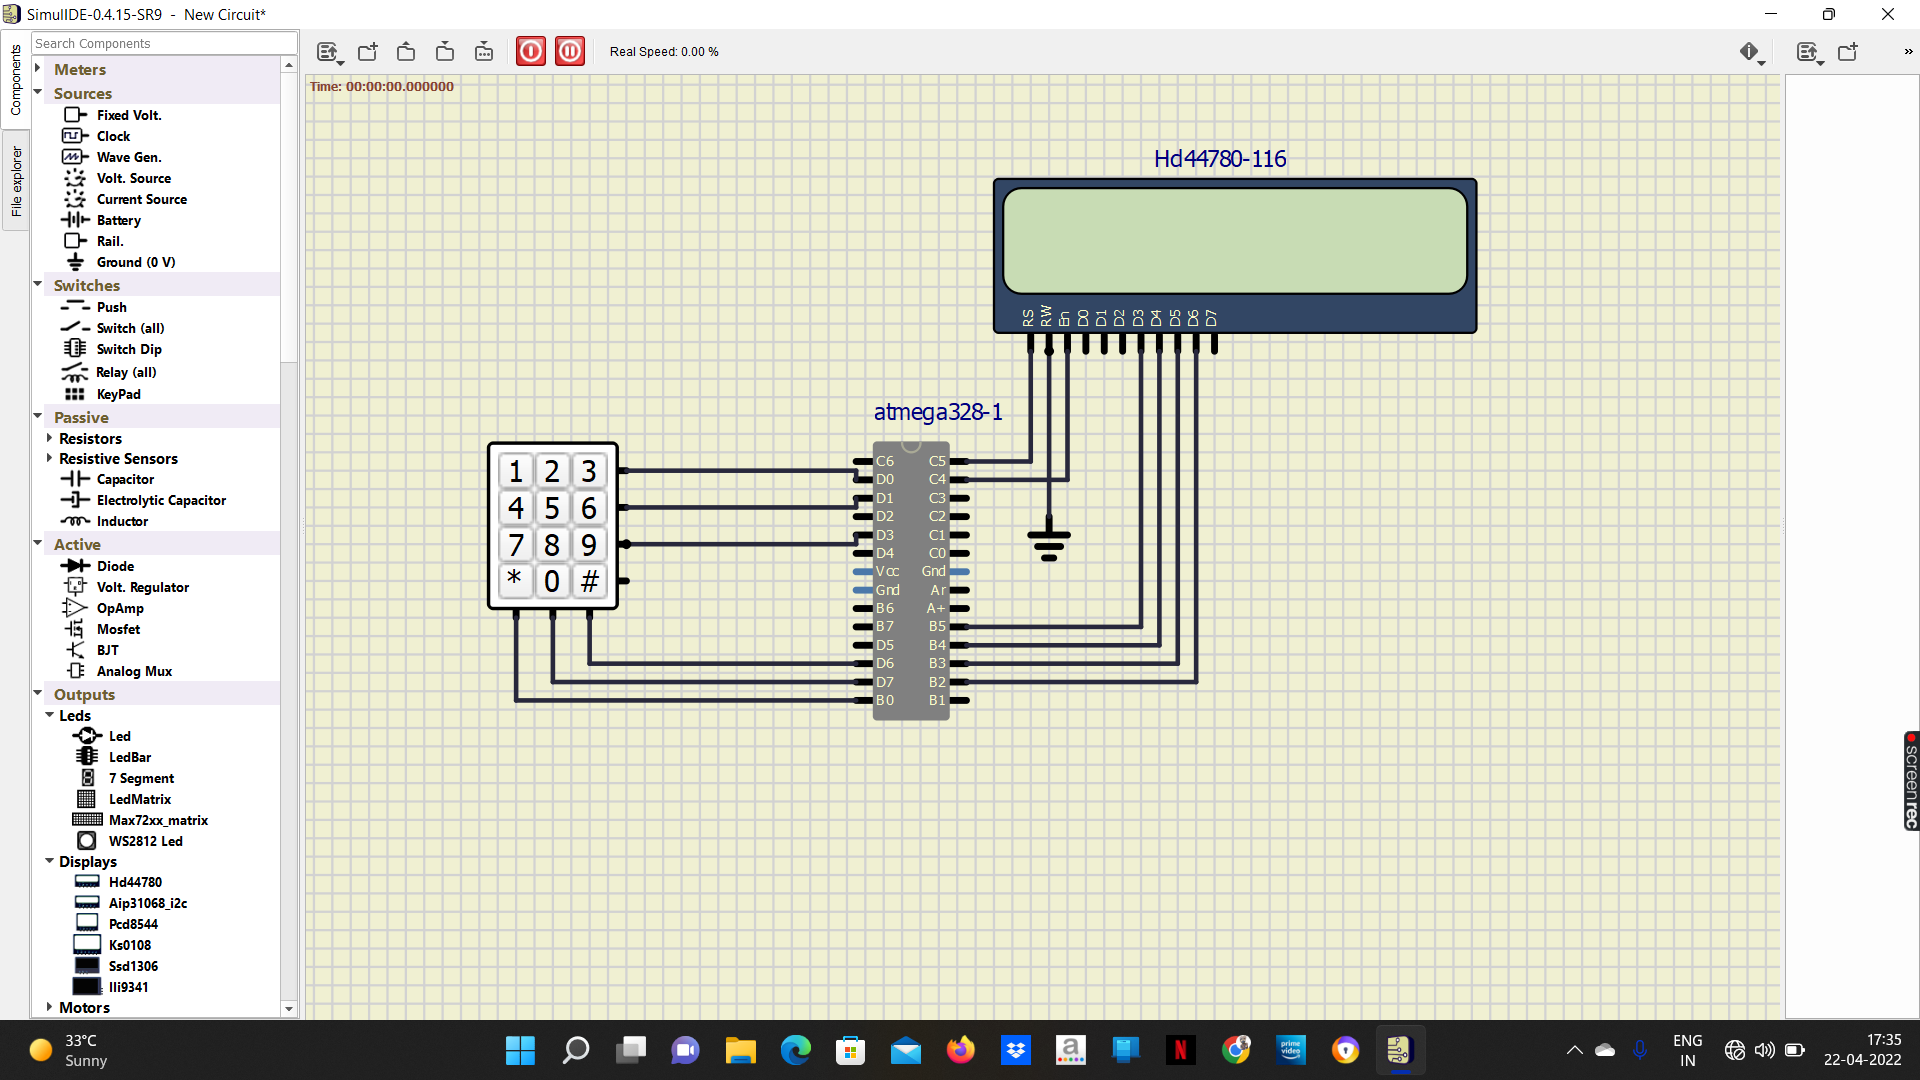 SimulIDE-0.4.15-SR9 - New Circuit*
Components
File explorer
Search Components
Meters
Sources
Fixed Volt.
Clock
Wave Gen.
Volt. Source
Current Source
Battery
Rail.
Ground (0 V)
Switches
Push
Switch (all)
Switch Dip
Relay (all)
KeyPad
Passive
Resistors
Resistive Sensors
Capacitor
Electrolytic Capacitor
Inductor
Active
Diode
Volt. Regulator
OpAmp
Mosfet
BJT
Analog Mux
Outputs
Leds
Led
LedBar
7 Segment
LedMatrix
Max72xx_matrix
WS2812 Led
Displays
Hd44780
Aip31068_i2c
Pcd8544
Ks0108
Ssd1306
Ili9341
Motors
Real Speed: 0.00 %
»
Time: 00:00:00.000000
Hd44780-116
RS RW En D0 D1 D2 D3 D4 D5 D6 D7
atmega328-1
1 2 3
4 5 6
7 8 9
* 0 #
C6 C5
D0 C4
D1 C3
D2 C2
D3 C1
D4 C0
Vcc Gnd
Gnd Ar
B6 A+
B7 B5
D5 B4
D6 B3
D7 B2
B0 B1
screenrec
33°C
Sunny
a
N
prime video
ENG
IN
17:35
22-04-2022